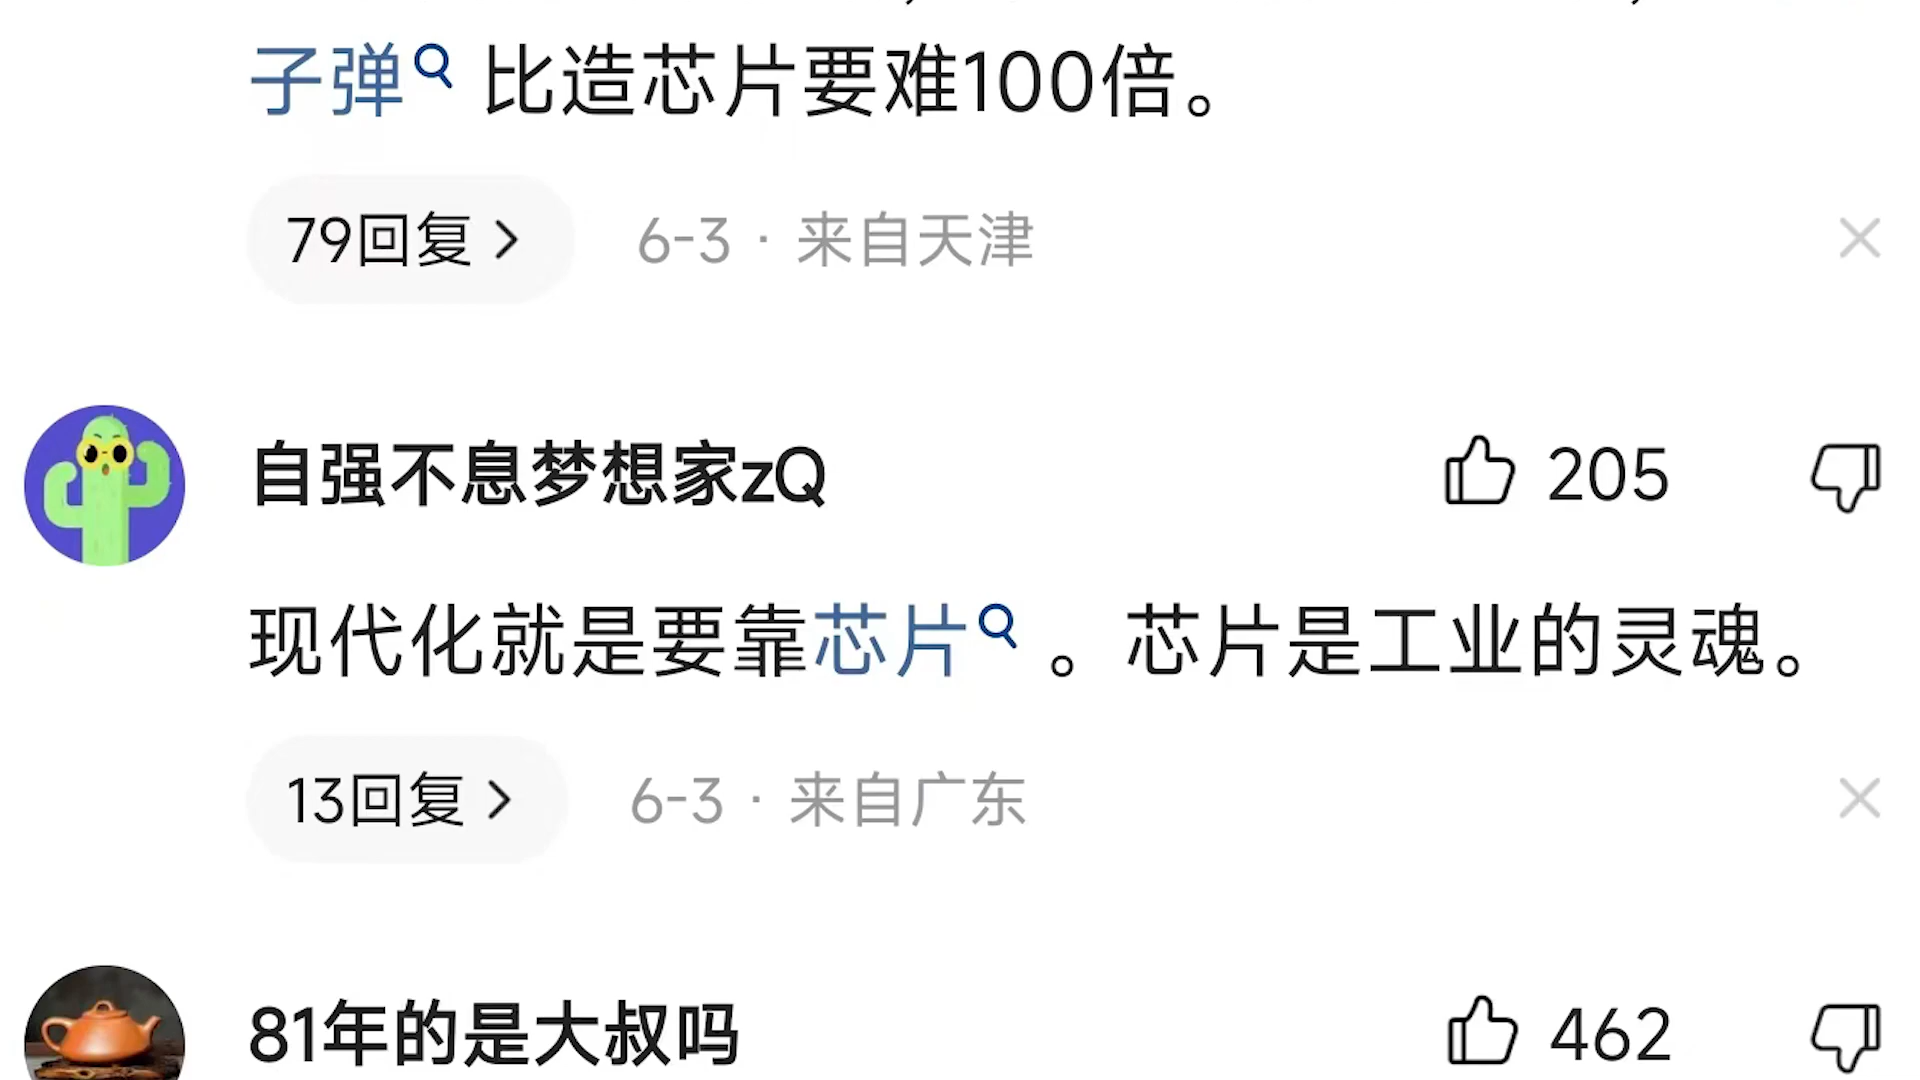 子弹 比造芯片要难100倍。
79回复 > 6-3 · 来自天津
自强不息梦想家zQ 205
现代化就是要靠芯片 。芯片是工业的灵魂。
13回复 > 6-3 · 来自广东
81年的是大叔吗 462